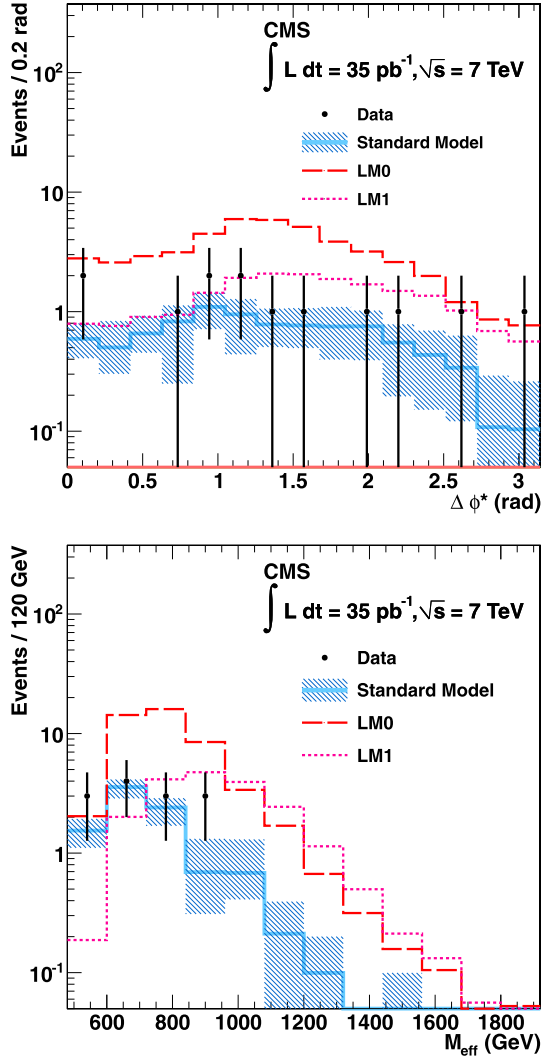 CMS
∫ L dt = 35 pb⁻¹, √s = 7 TeV
Data
Standard Model
LM0
LM1
Events / 0.2 rad
10²
10
1
10⁻¹
0 0.5 1 1.5 2 2.5 3
Δ ϕ* (rad)
CMS
∫ L dt = 35 pb⁻¹, √s = 7 TeV
Data
Standard Model
LM0
LM1
Events / 120 GeV
10²
10
1
10⁻¹
600 800 1000 1200 1400 1600 1800
M_eff (GeV)